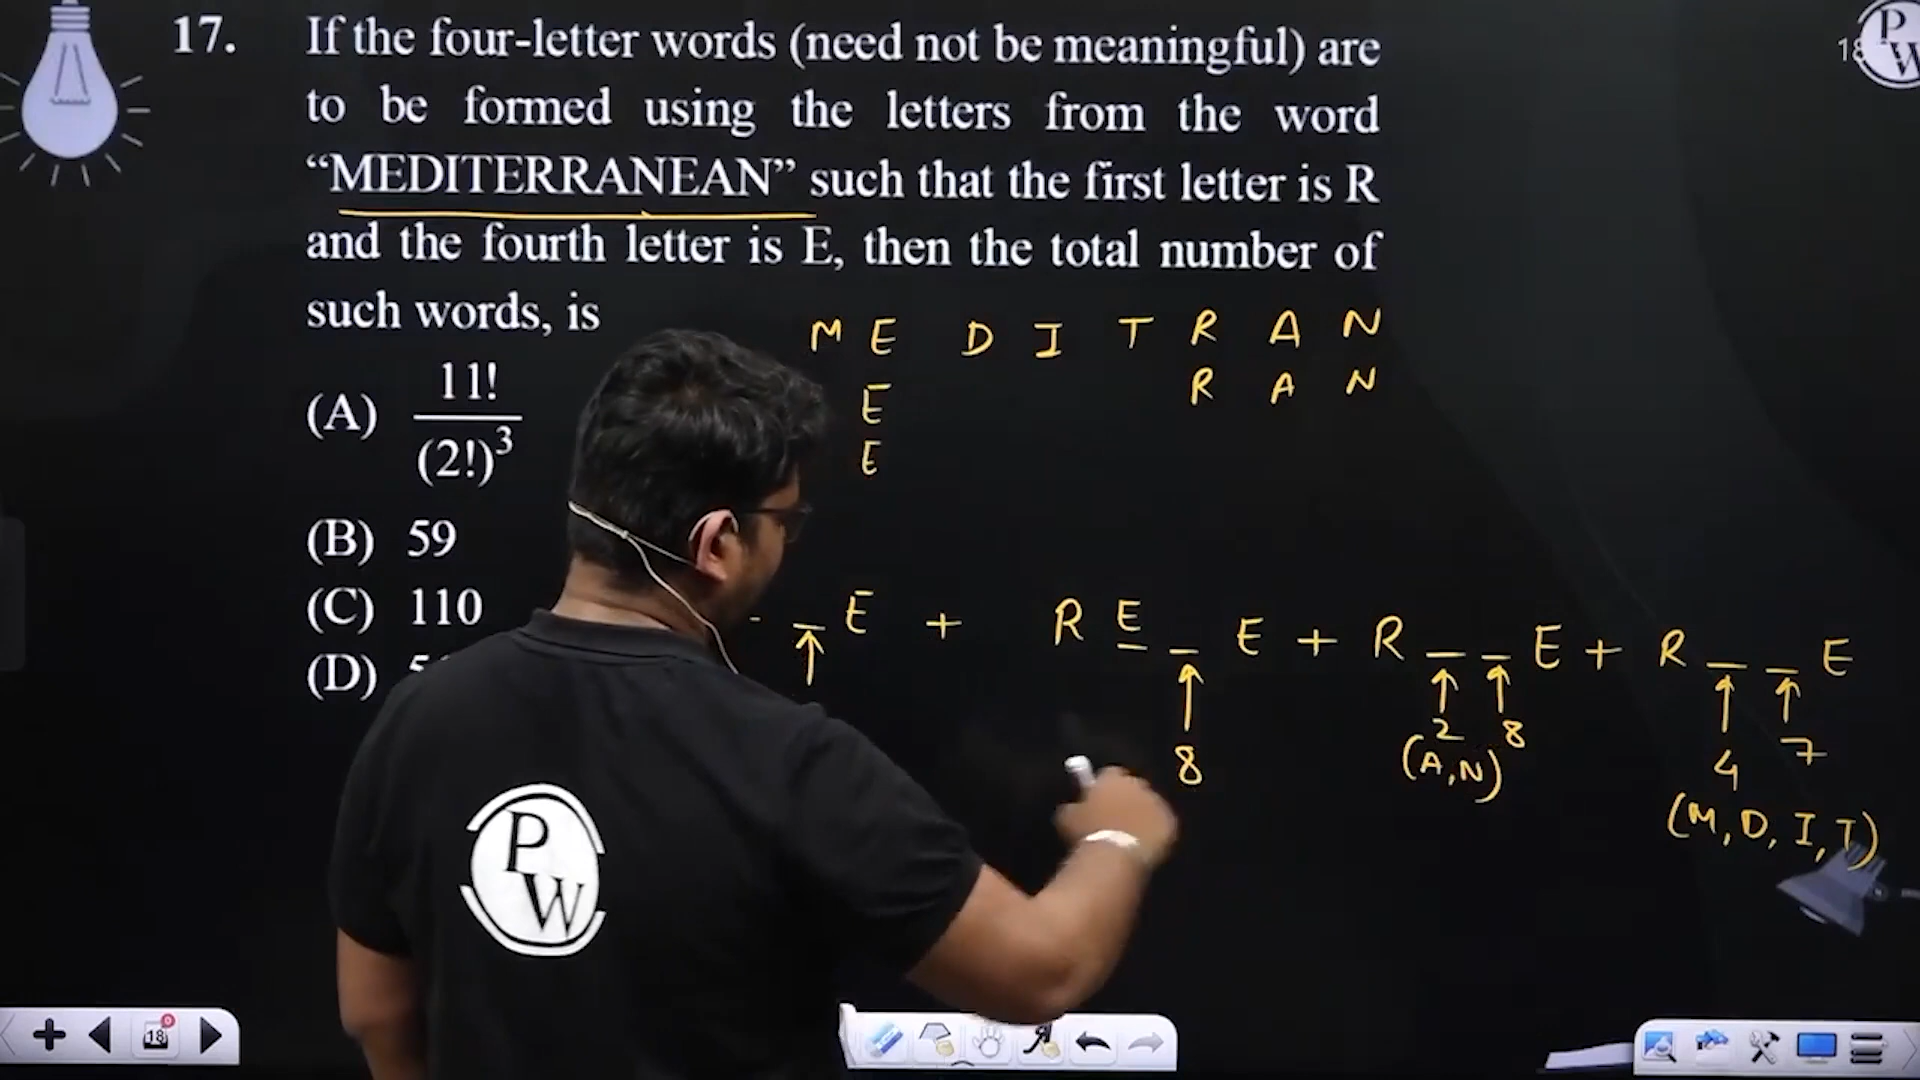 17. If the four-letter words (need not be meaningful) are
to be formed using the letters from the word
“MEDITERRANEAN” such that the first letter is R
and the fourth letter is E, then the total number of
such words, is
M E D I T R A N
E R A N
E
(A) 11!/(2!)³
(B) 59
(C) 110
(D)
_ E + R E _ E + R _ _ E + R _ _ E
8 2 8 4 7
(A,N) (M,D,I,T)
P
W
P
W
18